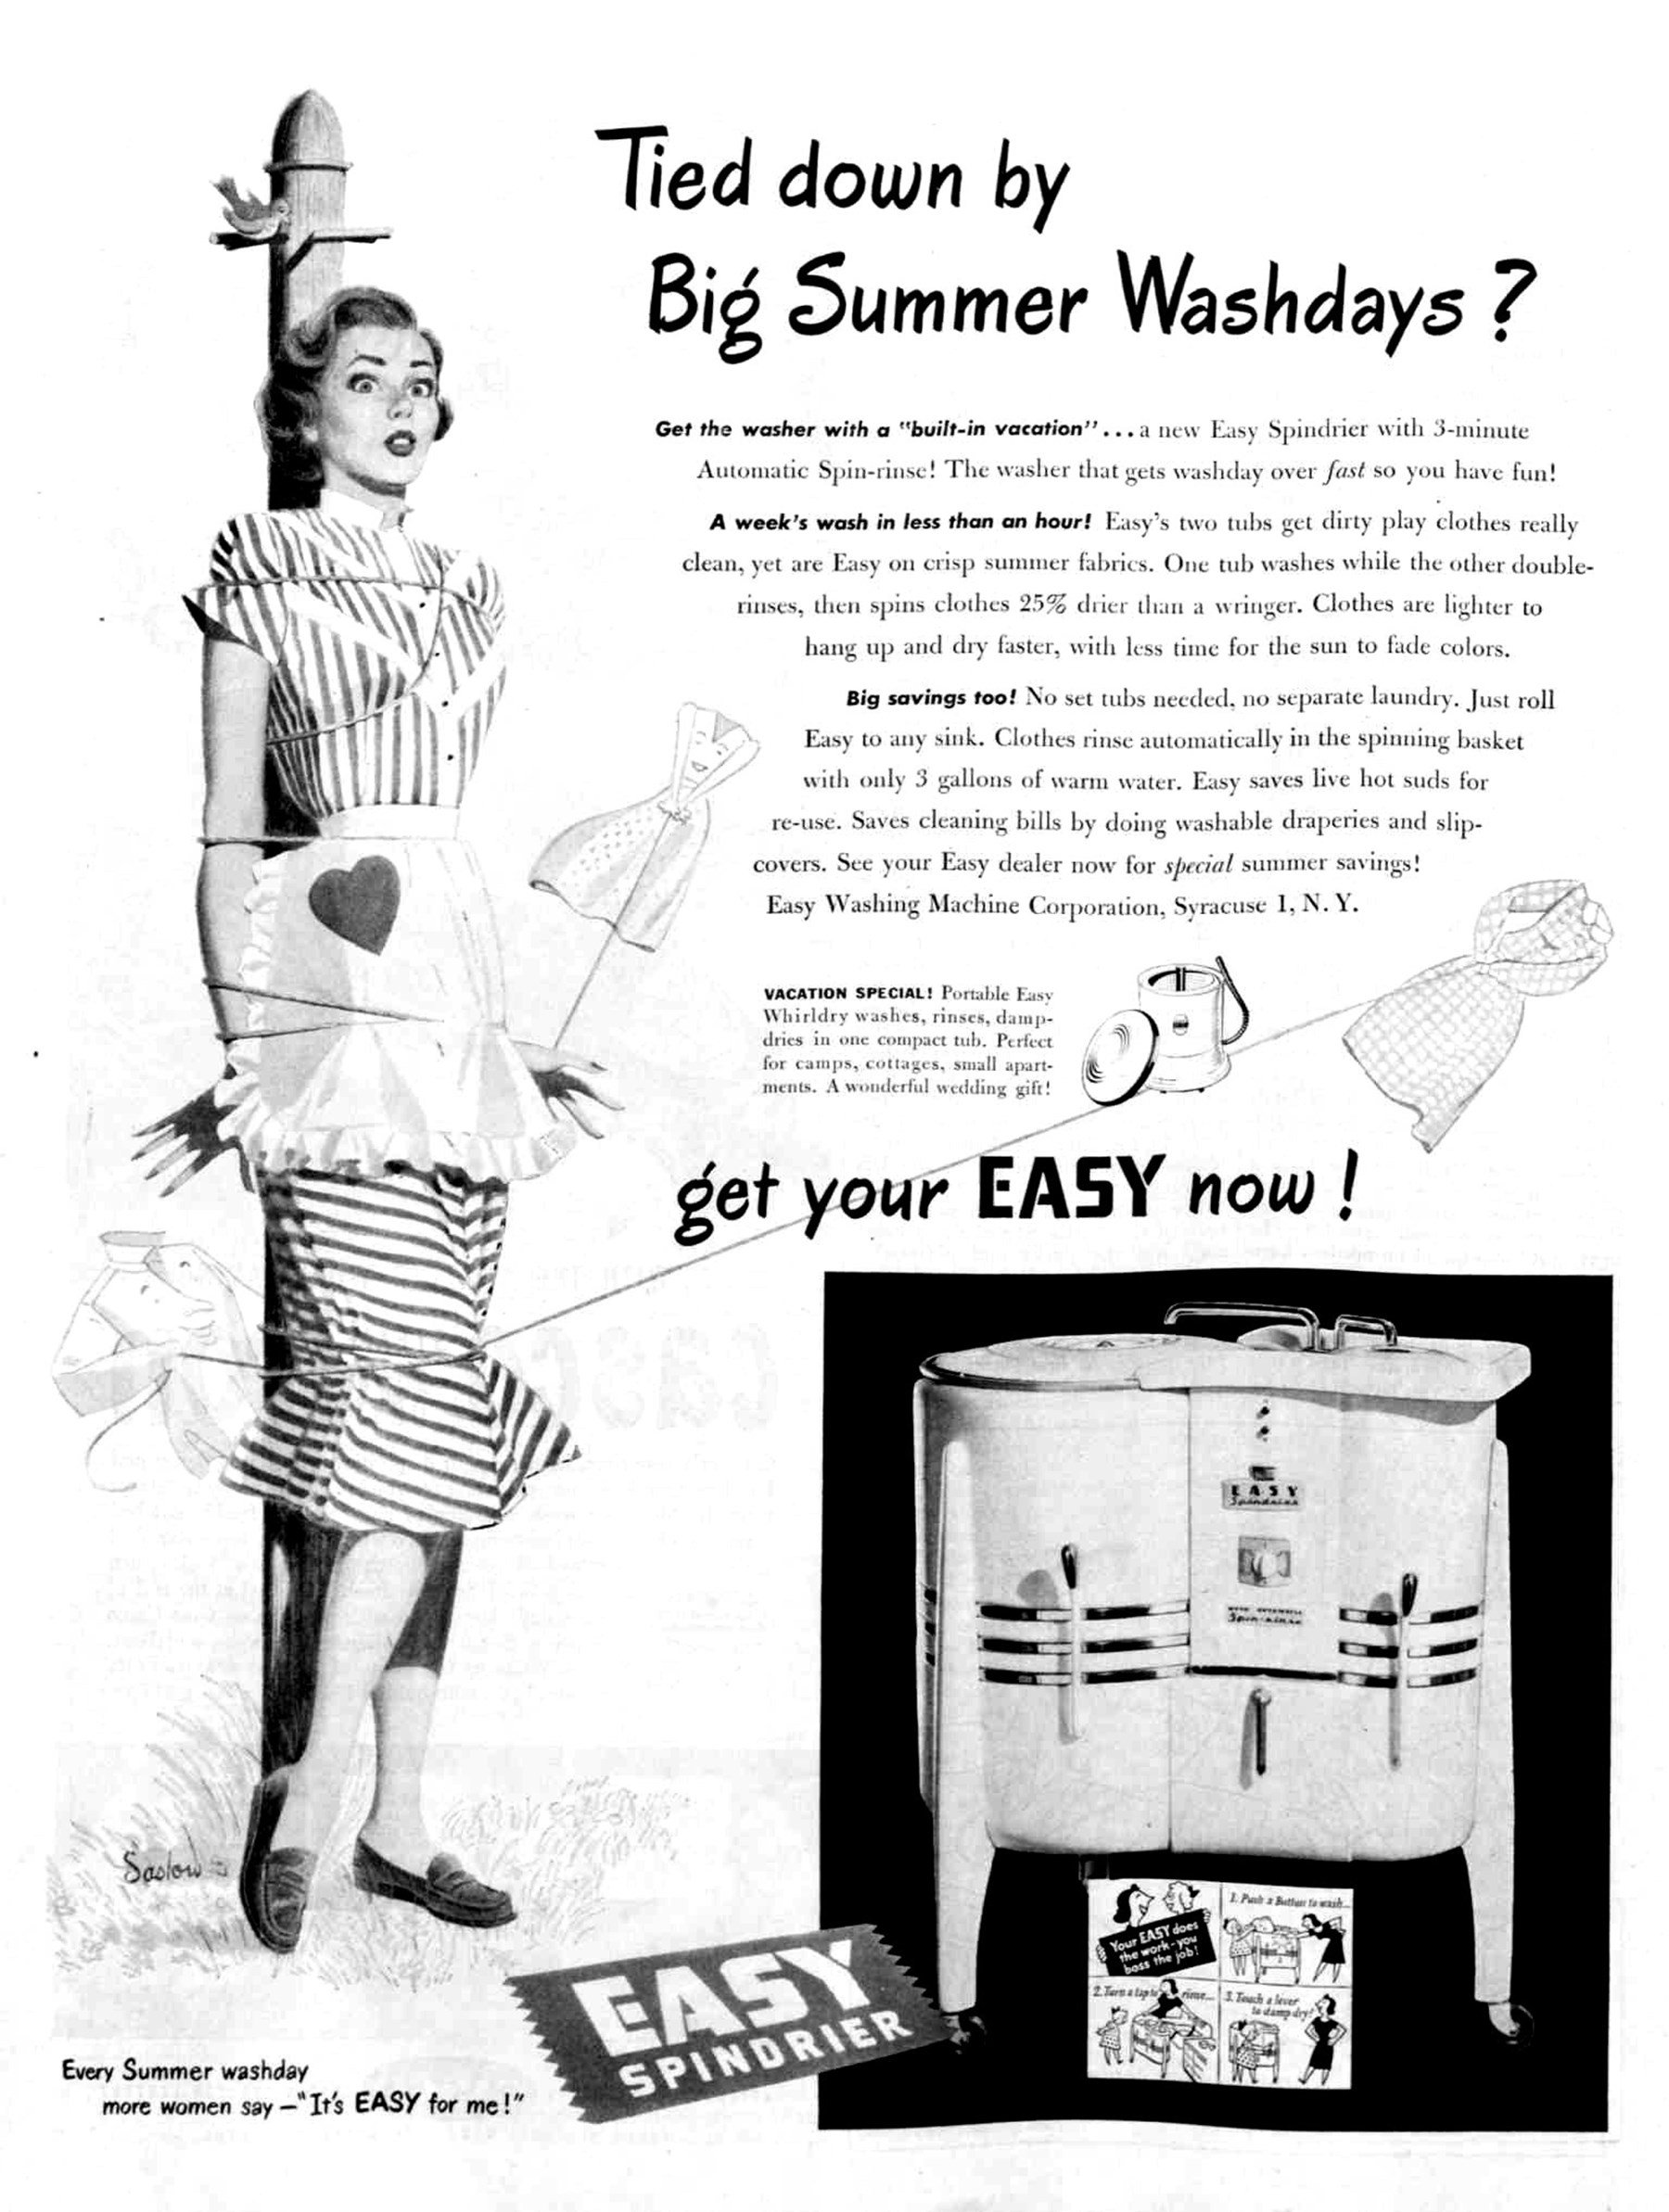 Tied down by
Big Summer Washdays?
Get the washer with a "built-in vacation"... a new Easy Spindrier with 3-minute
Automatic Spin-rinse! The washer that gets washday over fast so you have fun!
A week's wash in less than an hour! Easy's two tubs get dirty play clothes really
clean, yet are Easy on crisp summer fabrics. One tub washes while the other double-
rinses, then spins clothes 25% drier than a wringer. Clothes are lighter to
hang up and dry faster, with less time for the sun to fade colors.
Big savings too! No set tubs needed, no separate laundry. Just roll
Easy to any sink. Clothes rinse automatically in the spinning basket
with only 3 gallons of warm water. Easy saves live hot suds for
re-use. Saves cleaning bills by doing washable draperies and slip-
covers. See your Easy dealer now for special summer savings!
Easy Washing Machine Corporation, Syracuse 1, N. Y.
VACATION SPECIAL! Portable Easy
Whirldry washes, rinses, damp-
dries in one compact tub. Perfect
for camps, cottages, small apart-
ments. A wonderful wedding gift!
get your EASY now!
EASY
Spindrier
Spin-rinse
Saslow
Your EASY does
the work-you
boss the job!
1. Push a Button to wash...
2. Turn a tap to rinse...
3. Touch a lever
to damp-dry!
EASY
SPINDRIER
Every Summer washday
more women say —"It's EASY for me!"